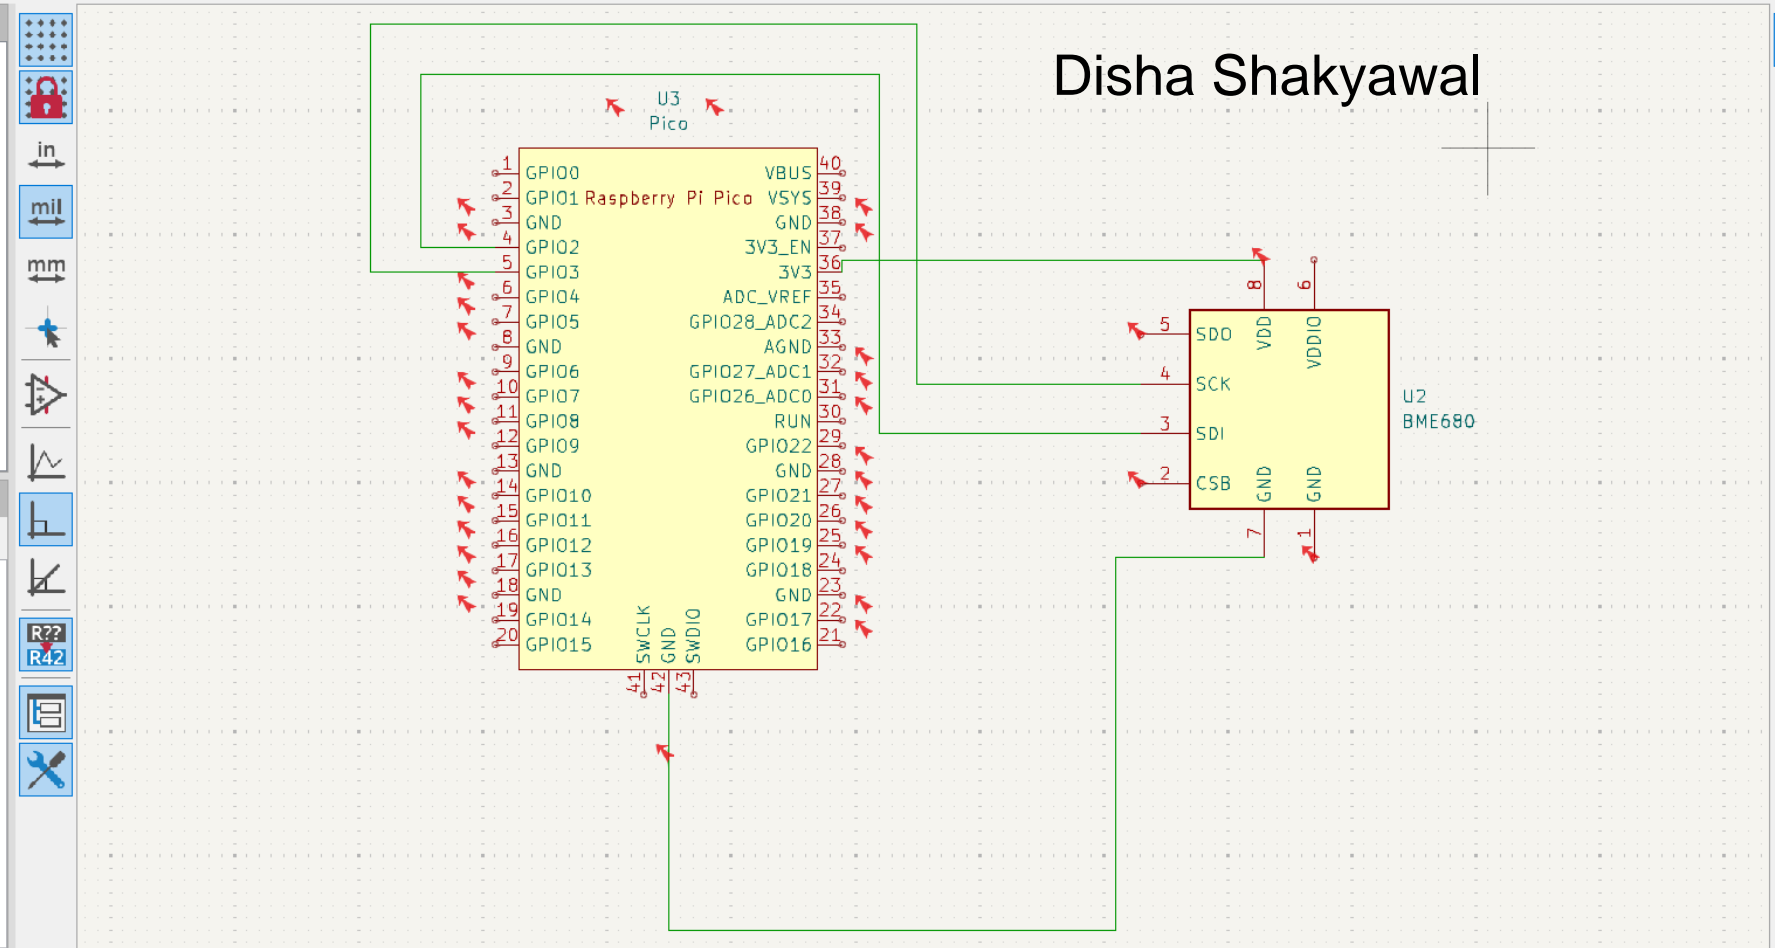 Disha Shakyawal
in
mil
mm
R??
R42
U3
Pico
Raspberry Pi Pico
1 GPIO0
2 GPIO1
3 GND
4 GPIO2
5 GPIO3
6 GPIO4
7 GPIO5
8 GND
9 GPIO6
10 GPIO7
11 GPIO8
12 GPIO9
13 GND
14 GPIO10
15 GPIO11
16 GPIO12
17 GPIO13
18 GND
19 GPIO14
20 GPIO15
VBUS 40
VSYS 39
GND 38
3V3_EN 37
3V3 36
ADC_VREF 35
GPIO28_ADC2 34
AGND 33
GPIO27_ADC1 32
GPIO26_ADC0 31
RUN 30
GPIO22 29
GND 28
GPIO21 27
GPIO20 26
GPIO19 25
GPIO18 24
GND 23
GPIO17 22
GPIO16 21
SWCLK 41
GND 42
SWDIO 43
8 VDD
6 VDDIO
5 SDO
4 SCK
3 SDI
2 CSB
GND 7
GND 1
U2
BME680